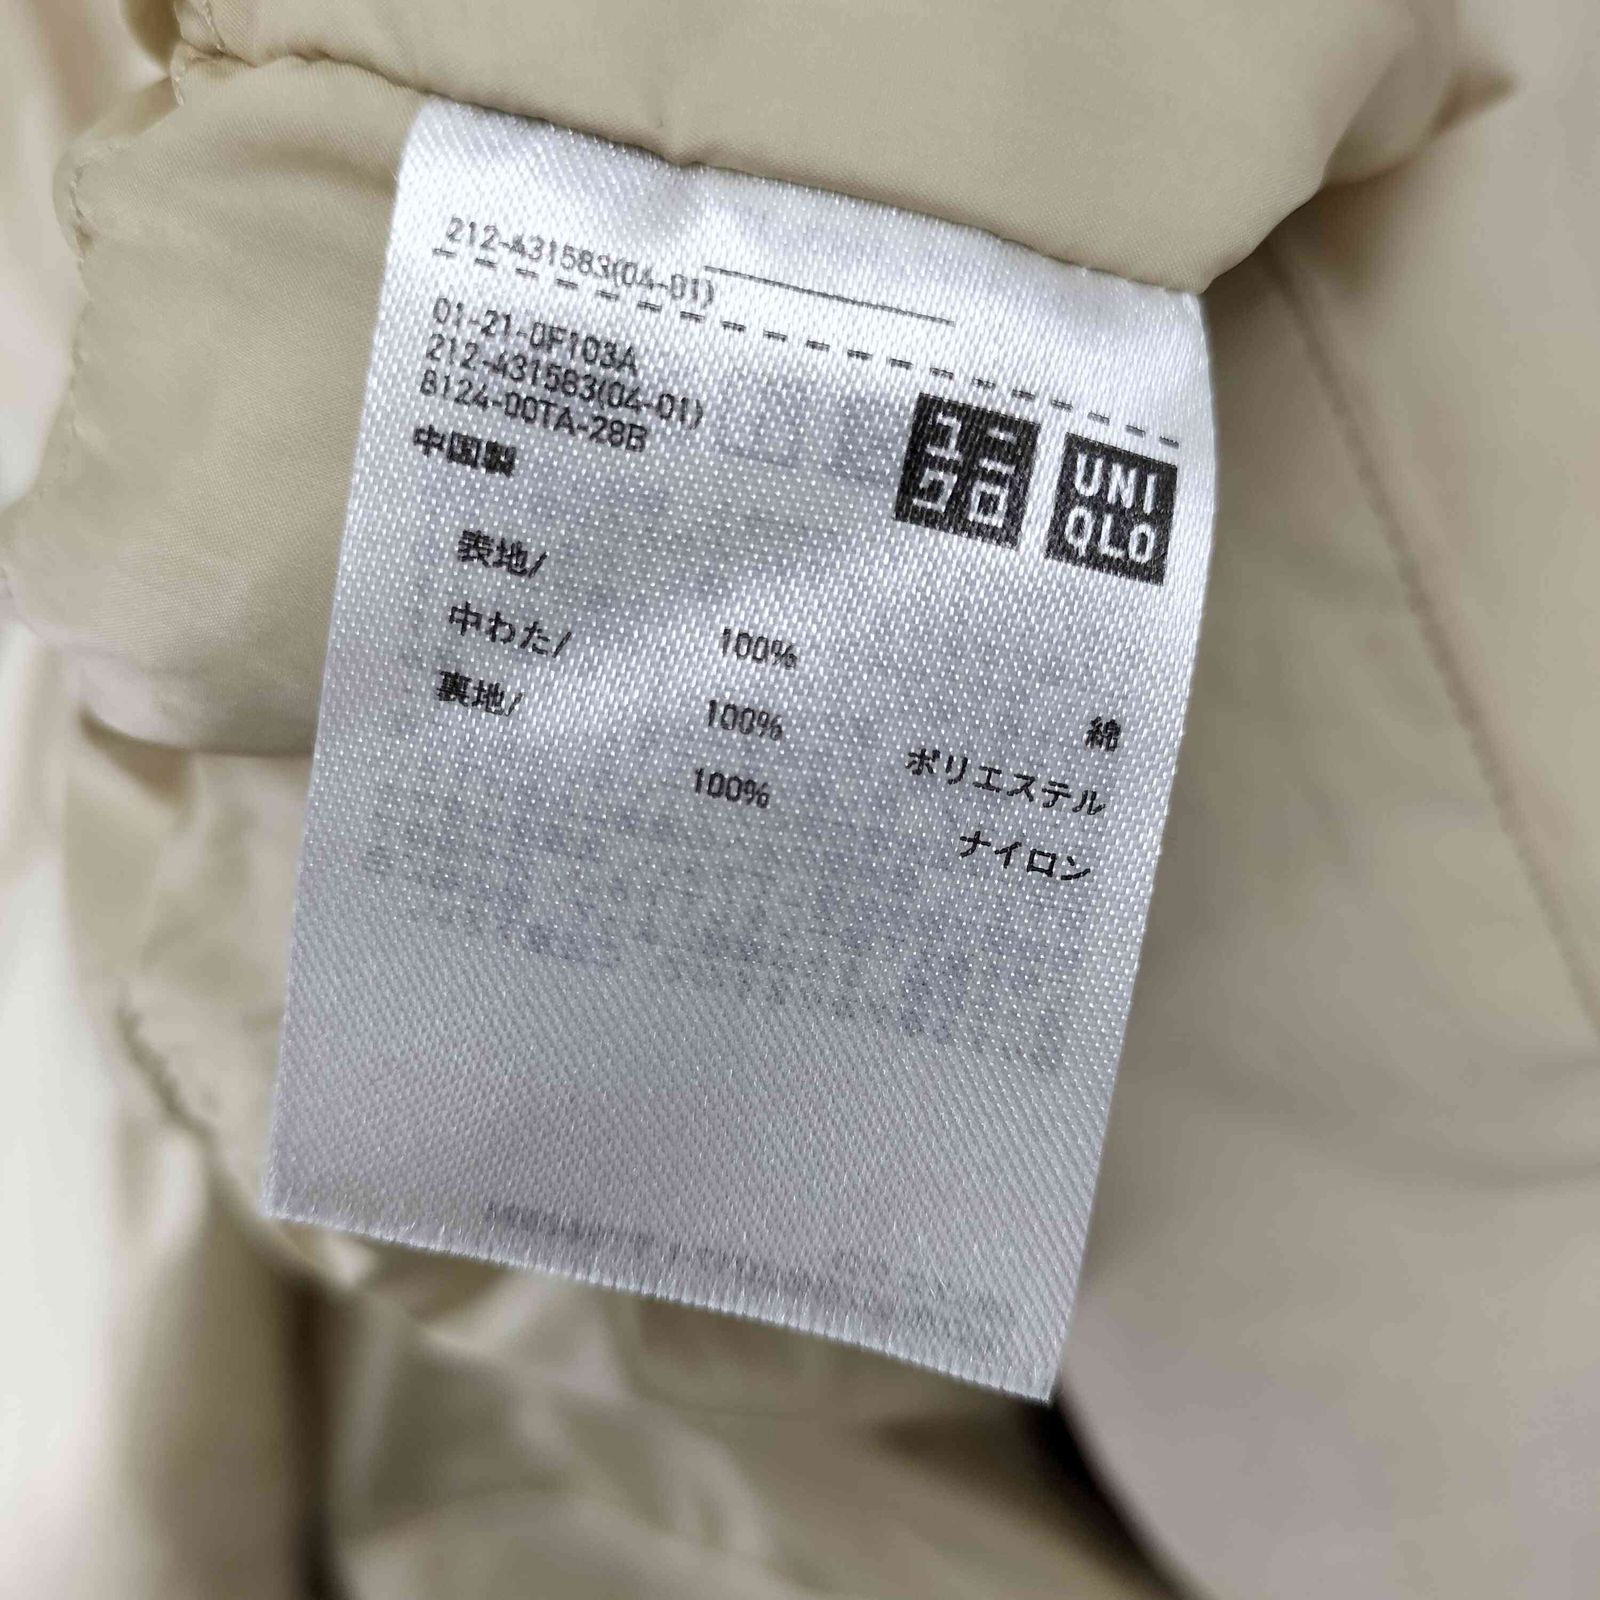 212-431583(04-01)
01-21-0F103A
212-431583(04-01)
8124-00TA-28B
中国製
ユニ
クロ
UNI
QLO
表地/ 100% 綿
中わた/ 100% ポリエステル
裏地/ 100% ナイロン